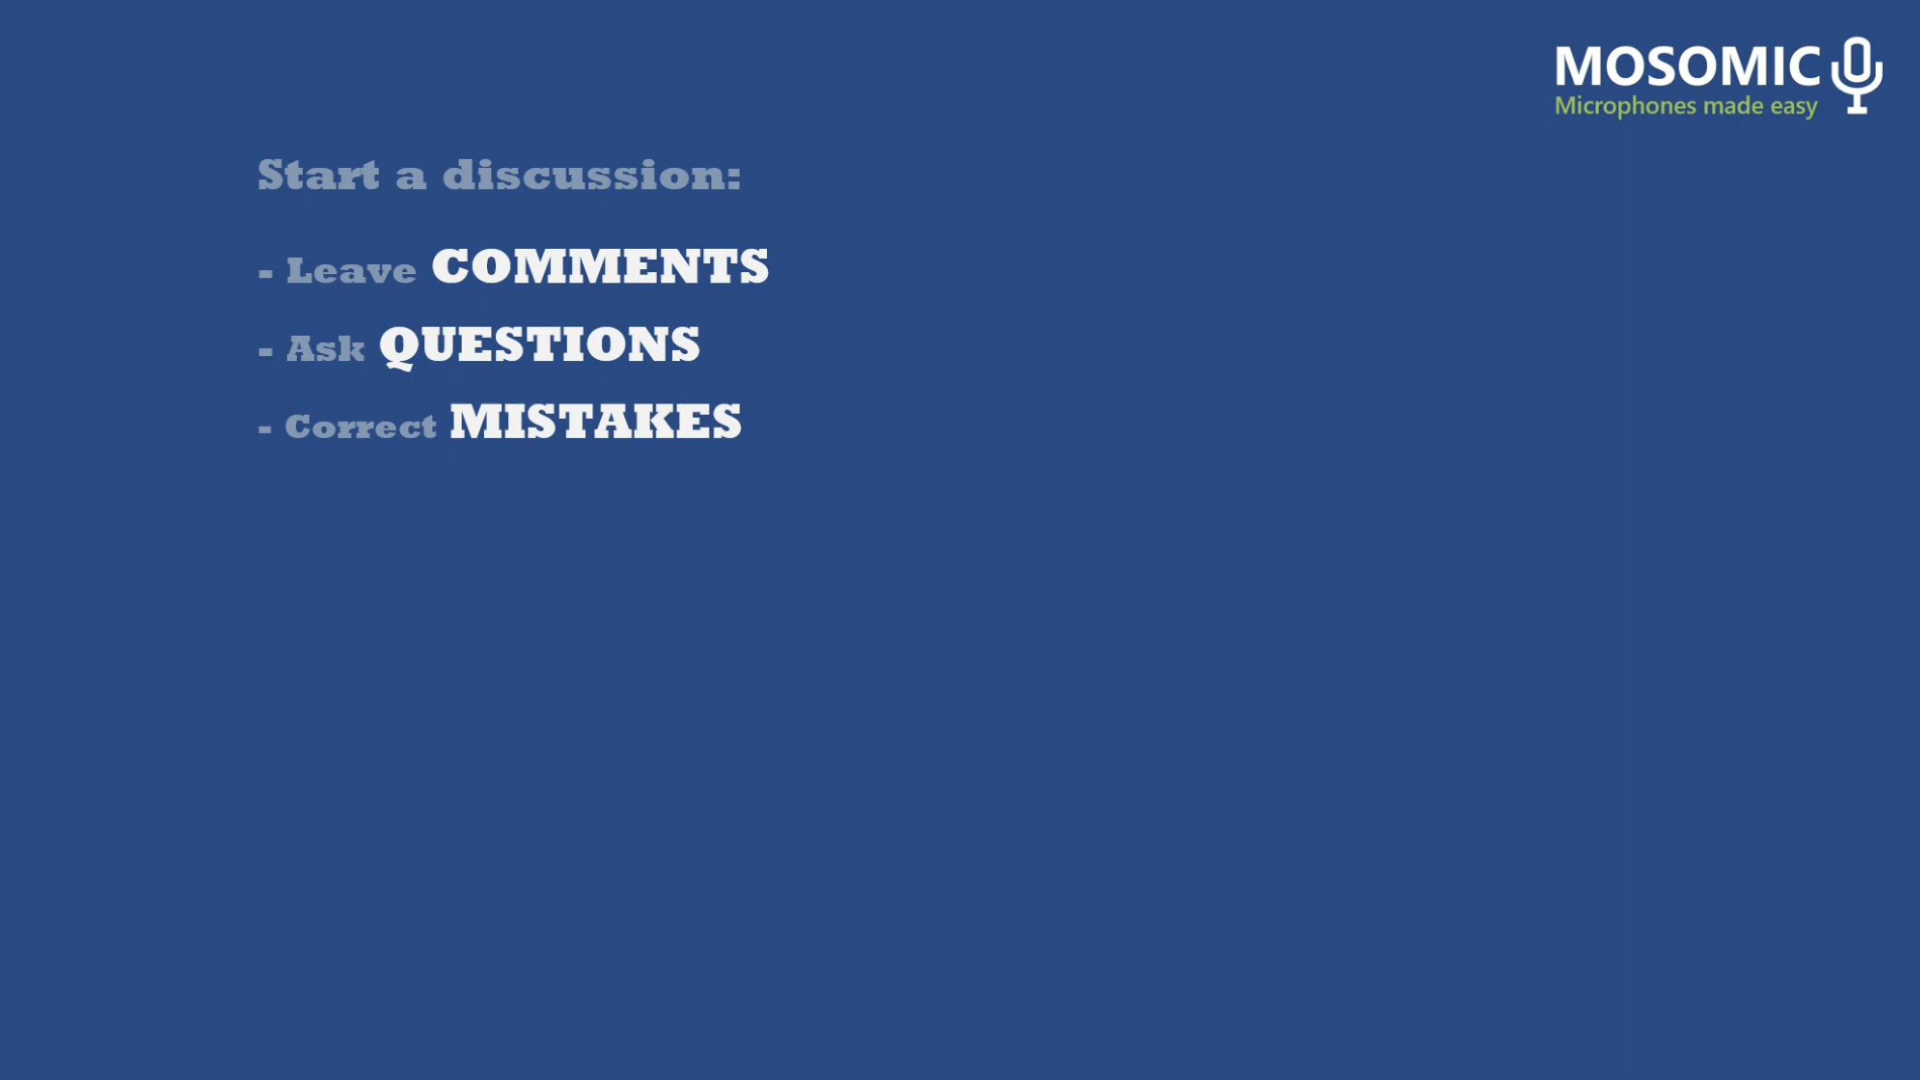 MOSOMIC
Microphones made easy
Start a discussion:
- Leave COMMENTS
- Ask QUESTIONS
- Correct MISTAKES